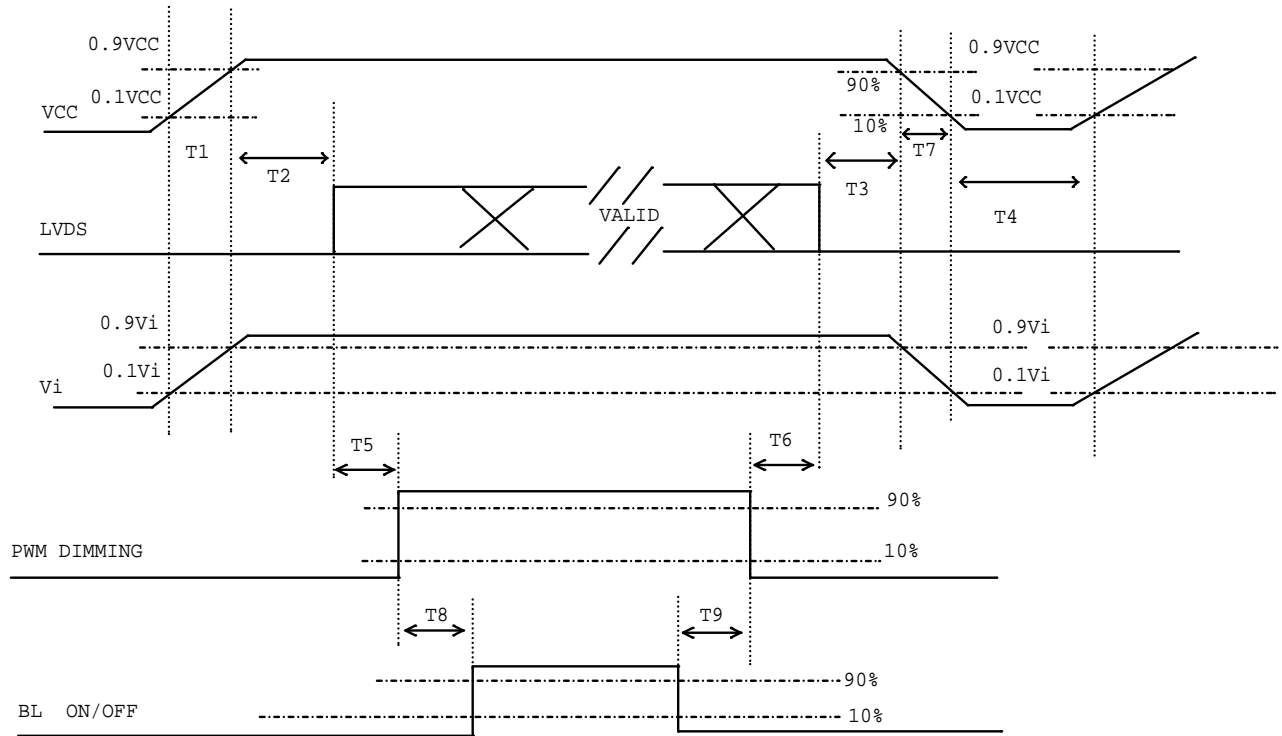 0.9VCC
0.9VCC
90%
0.1VCC
0.1VCC
VCC
10%
T1
T7
T2
T3
VALID
T4
LVDS
0.9Vi
0.9Vi
0.1Vi
0.1Vi
Vi
T5
T6
90%
PWM DIMMING
10%
T8
T9
90%
BL ON/OFF
10%